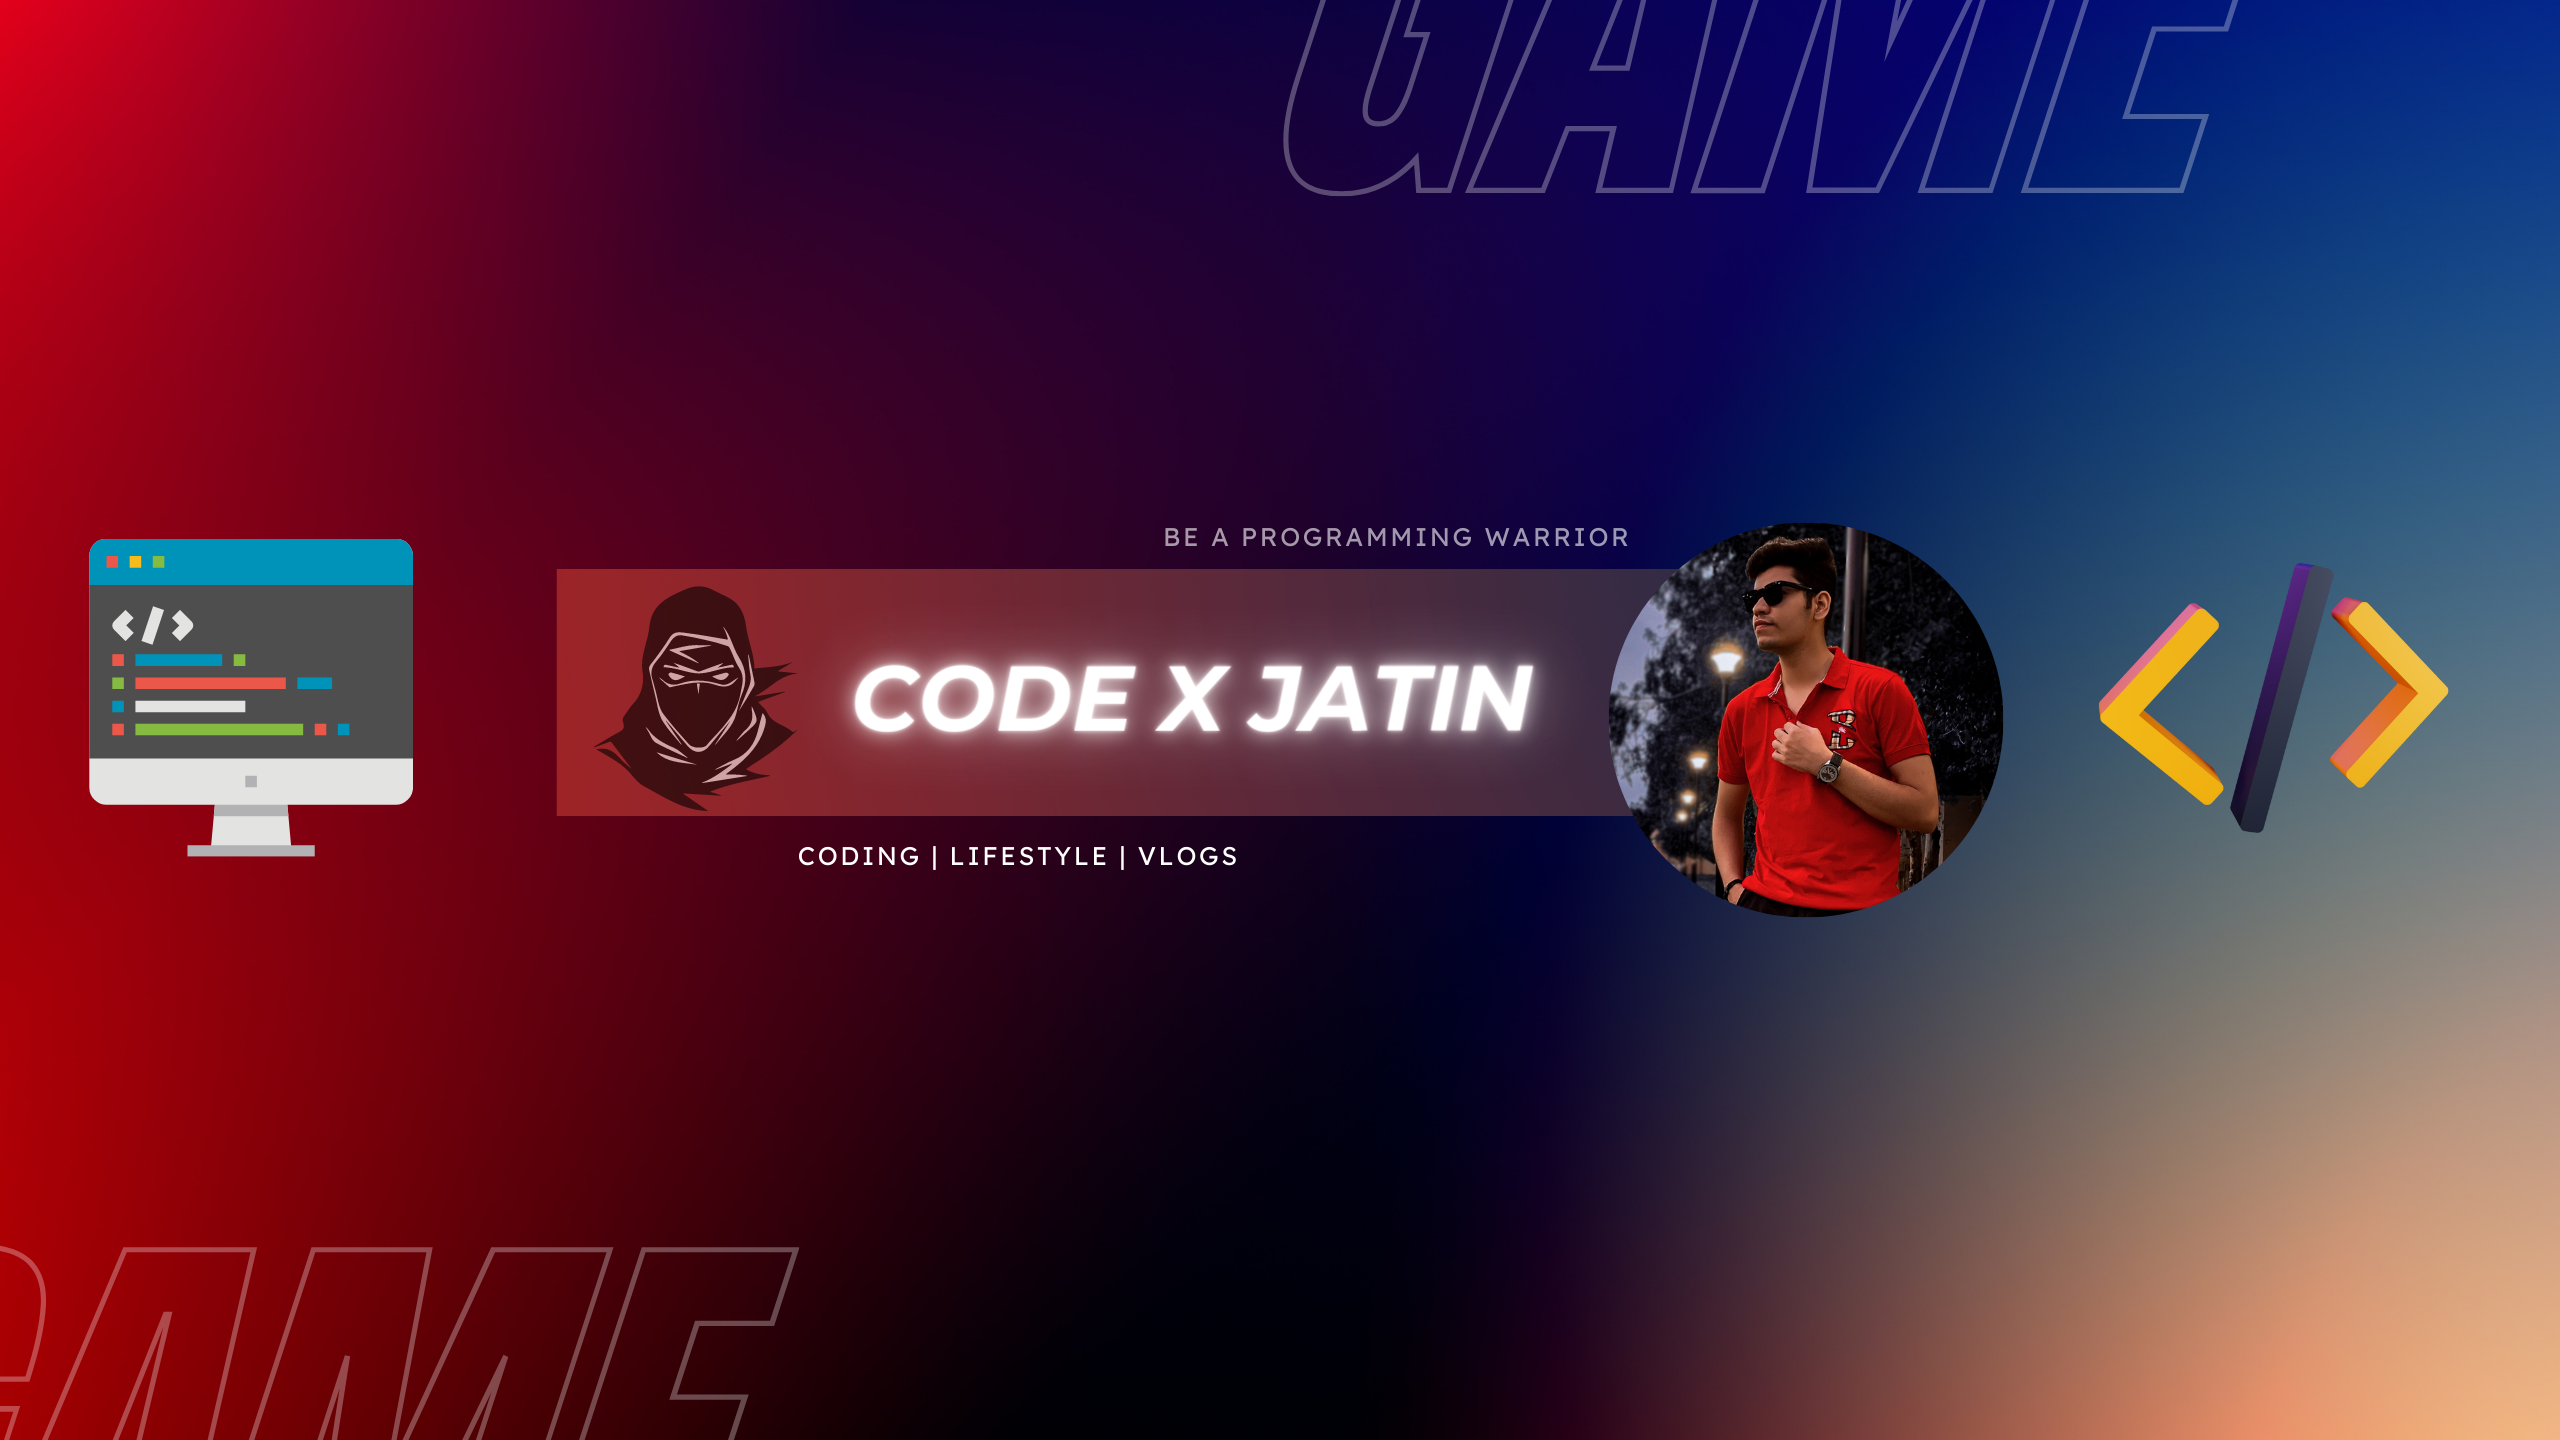 GAME
BE A PROGRAMMING WARRIOR
</>
CODE X JATIN
</>
CODING | LIFESTYLE | VLOGS
GAME